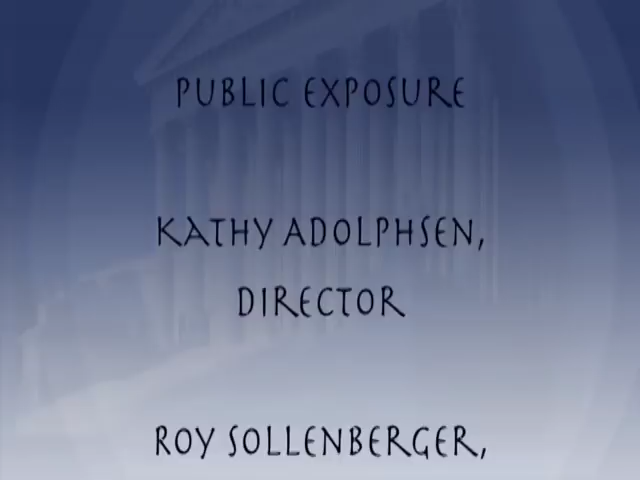 PUBLIC EXPOSURE
KATHY ADOLPHSEN,
DIRECTOR
ROY SOLLENBERGER,